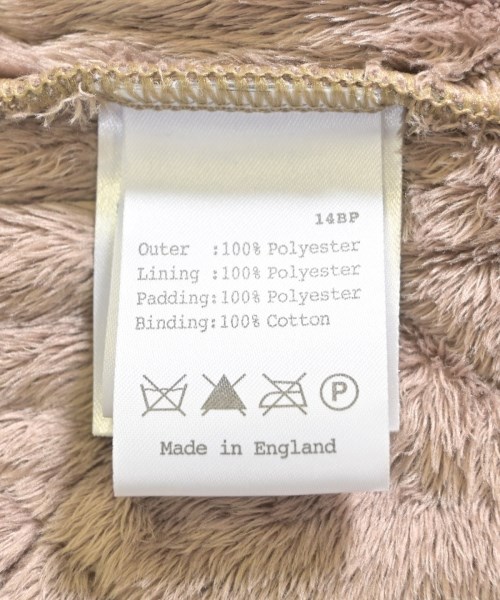 14BP
Outer :100% Polyester
Lining :100% Polyester
Padding:100% Polyester
Binding:100% Cotton
P
Made in England